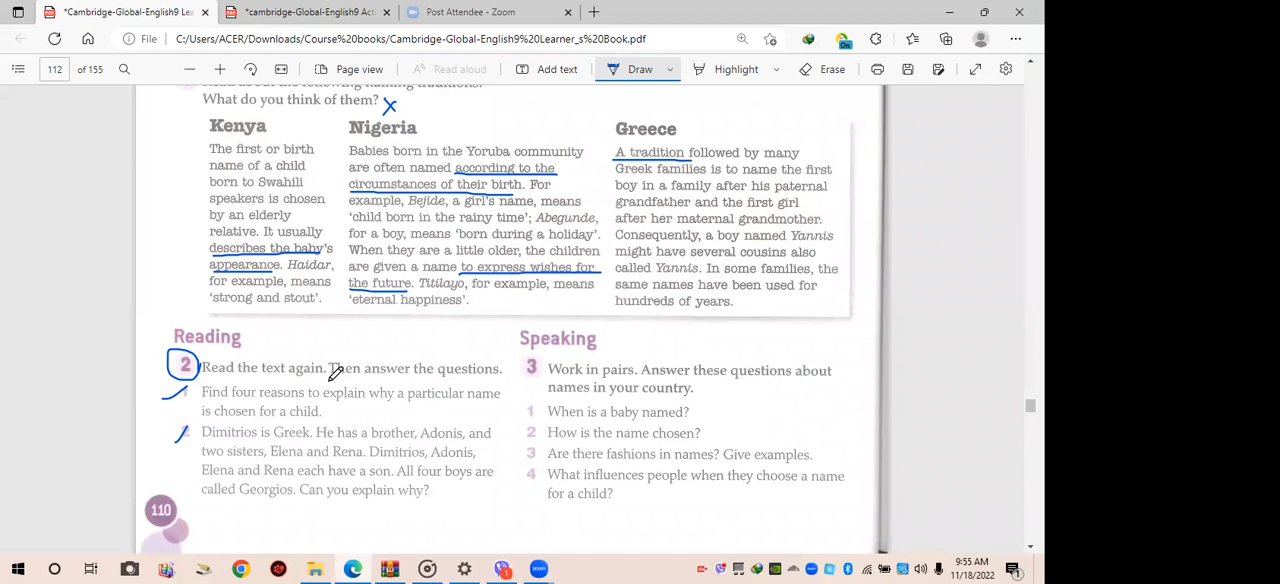 *Cambridge-Global-English9 Lea
*cambridge-Global-English9 Act
Post Attendee - Zoom
File
C:/Users/ACER/Downloads/Course%20books/Cambridge-Global-English9%20Learner_s%20Book.pdf
On
112
of 155
Page view
Read aloud
Add text
Draw
Highlight
Erase
What do you think of them?
Kenya
The first or birth
name of a child
born to Swahili
speakers is chosen
by an elderly
relative. It usually
describes the baby's
appearance. Haidar,
for example, means
'strong and stout'.
Nigeria
Babies born in the Yoruba community
are often named according to the
circumstances of their birth. For
example, Bejide, a girl's name, means
'child born in the rainy time'; Abegunde,
for a boy, means 'born during a holiday'.
When they are a little older, the children
are given a name to express wishes for
the future. Titilayo, for example, means
'eternal happiness'.
Greece
A tradition followed by many
Greek families is to name the first
boy in a family after his paternal
grandfather and the first girl
after her maternal grandmother.
Consequently, a boy named Yannis
might have several cousins also
called Yannis. In some families, the
same names have been used for
hundreds of years.
Reading
2 Read the text again. Then answer the questions.
1 Find four reasons to explain why a particular name
is chosen for a child.
2 Dimitrios is Greek. He has a brother, Adonis, and
two sisters, Elena and Rena. Dimitrios, Adonis,
Elena and Rena each have a son. All four boys are
called Georgios. Can you explain why?
110
Speaking
3 Work in pairs. Answer these questions about
names in your country.
1 When is a baby named?
2 How is the name chosen?
3 Are there fashions in names? Give examples.
4 What influences people when they choose a name
for a child?
9:55 AM
11/18/2022